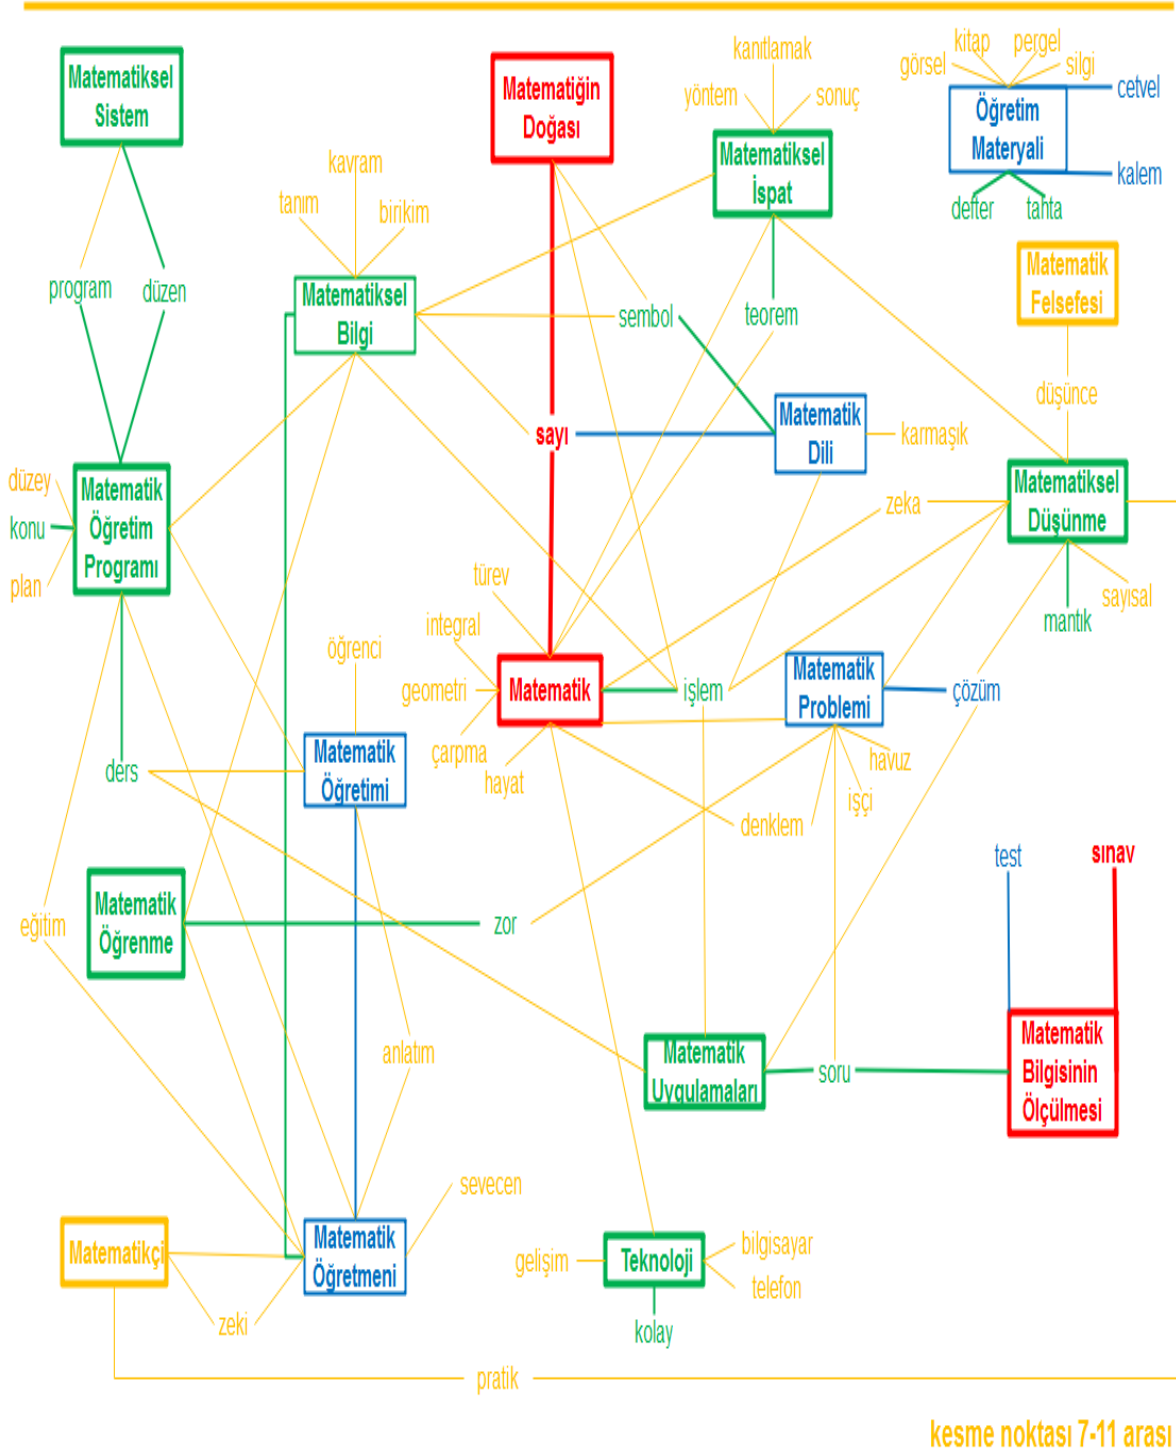 kitap pergel
görsel silgi
cetvel
Öğretim
Materyali
kalem
defter tahta
kanıtlamak
yöntem sonuç
Matematiksel
İspat
teorem
Matematiğin
Doğası
Matematiksel
Sistem
program düzen
kavram
tanım birikim
Matematiksel
Bilgi
sembol
Matematik
Felsefesi
düşünce
sayı
Matematik
Dili
karmaşık
zeka
Matematiksel
Düşünme
sayısal
mantık
düzey
konu
plan
Matematik
Öğretim
Programı
türev
integral
geometri
çarpma
hayat
Matematik
işlem
Matematik
Problemi
çözüm
havuz
işçi
denklem
öğrenci
Matematik
Öğretimi
ders
Matematik
Öğrenme
eğitim
zor
anlatım
test sınav
Matematik
Uygulamaları
soru
Matematik
Bilgisinin
Ölçülmesi
sevecen
Matematikçi
Matematik
Öğretmeni
zeki
gelişim
Teknoloji
bilgisayar
telefon
kolay
pratik
kesme noktası 7-11 arası